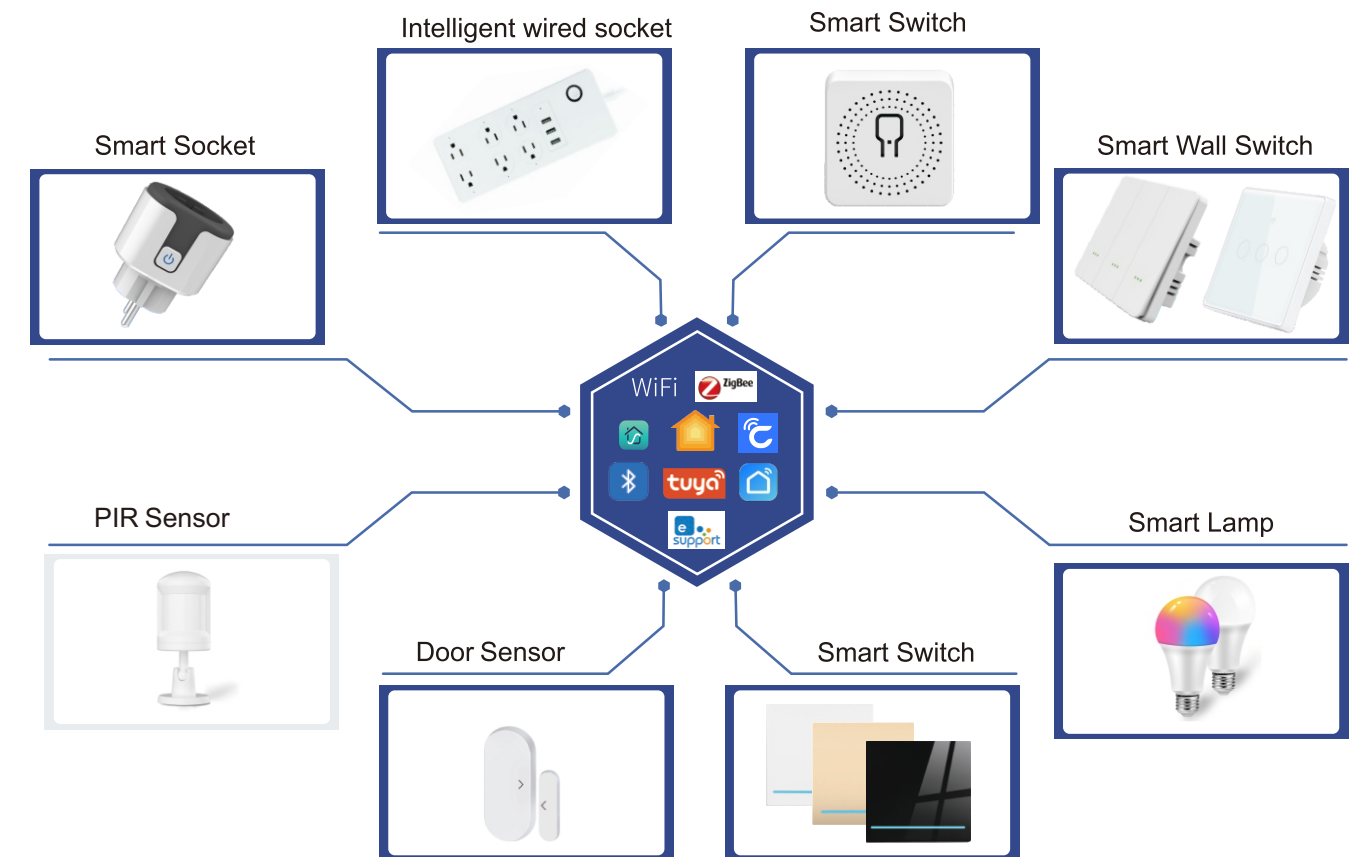 Intelligent wired socket
Smart Switch
Smart Socket
Smart Wall Switch
WiFi
ZigBee
tuya
PIR Sensor
Smart Lamp
e
support
Door Sensor
Smart Switch